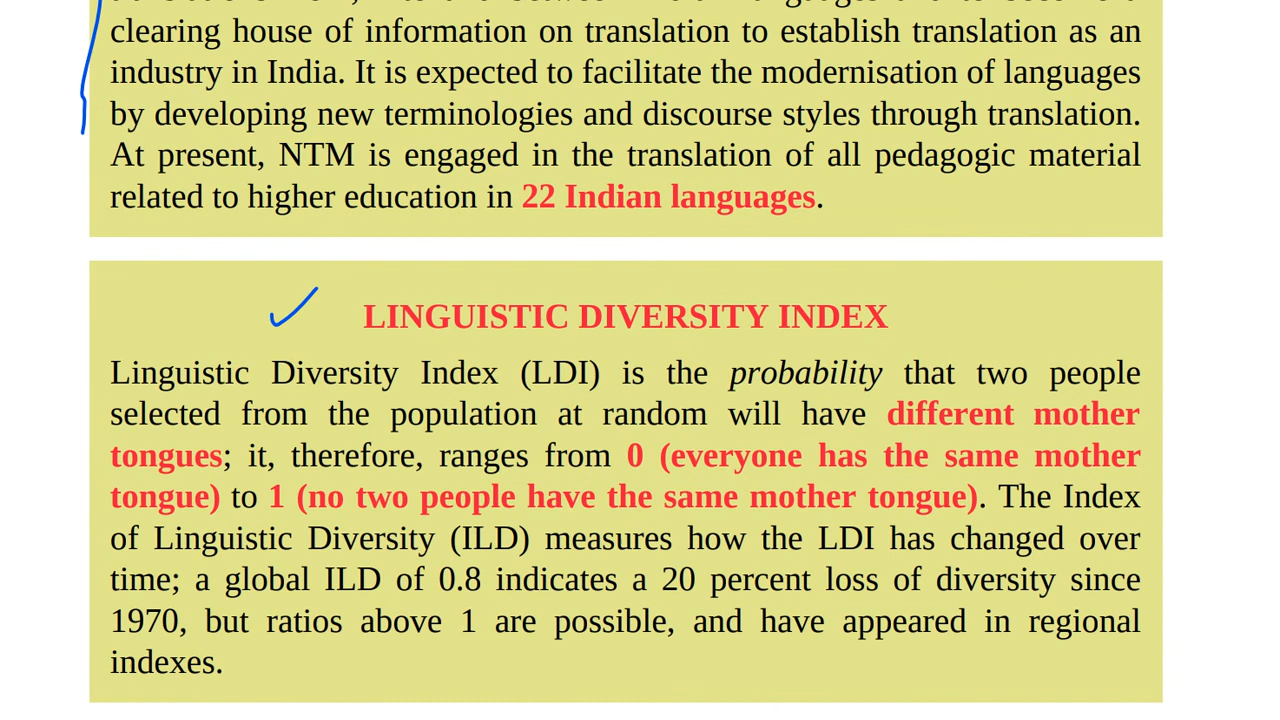 clearing house of information on translation to establish translation as an
industry in India. It is expected to facilitate the modernisation of languages
by developing new terminologies and discourse styles through translation.
At present, NTM is engaged in the translation of all pedagogic material
related to higher education in 22 Indian languages.
LINGUISTIC DIVERSITY INDEX
Linguistic Diversity Index (LDI) is the probability that two people
selected from the population at random will have different mother
tongues; it, therefore, ranges from 0 (everyone has the same mother
tongue) to 1 (no two people have the same mother tongue). The Index
of Linguistic Diversity (ILD) measures how the LDI has changed over
time; a global ILD of 0.8 indicates a 20 percent loss of diversity since
1970, but ratios above 1 are possible, and have appeared in regional
indexes.